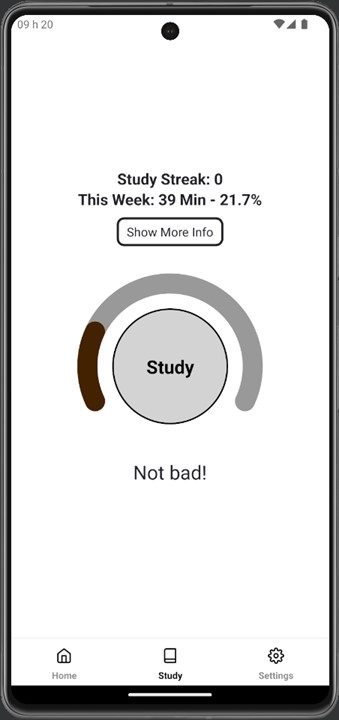 09 h 20
Study Streak: 0
This Week: 39 Min - 21.7%
Show More Info
Study
Not bad!
Home
Study
Settings